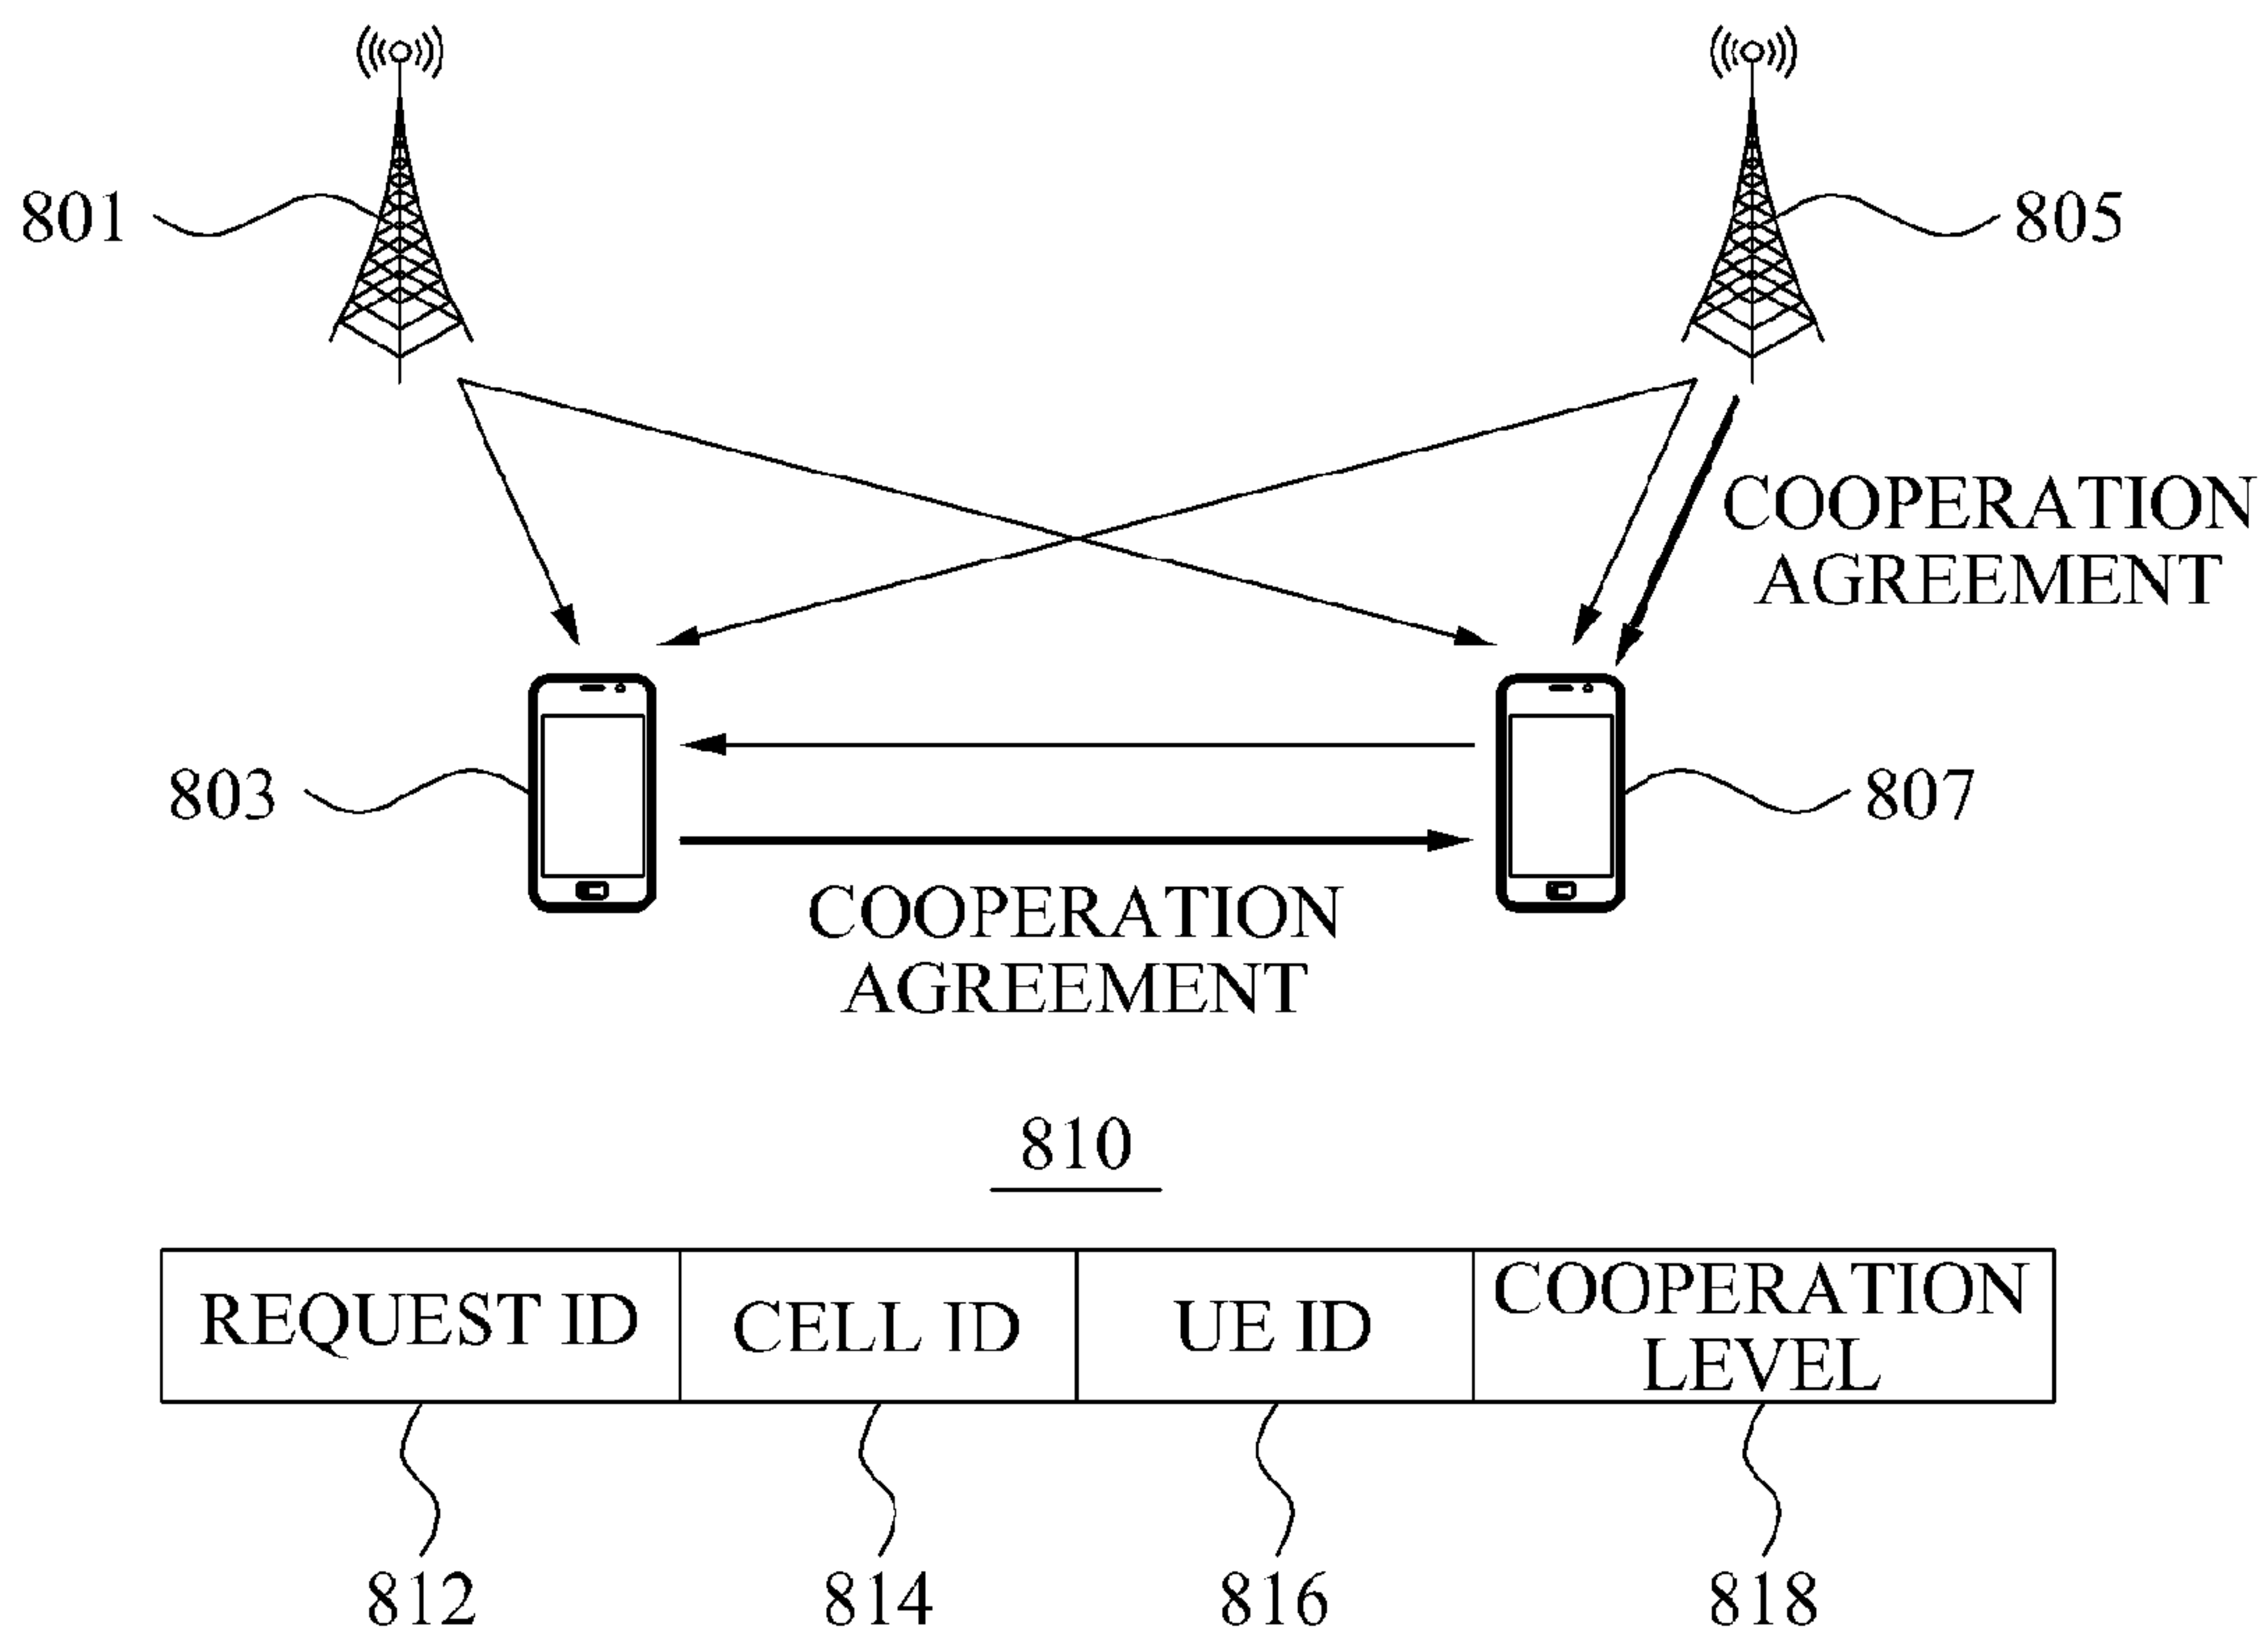 801
805
COOPERATION
AGREEMENT
803
807
COOPERATION
AGREEMENT
810
REQUEST ID
CELL ID
UE ID
COOPERATION
LEVEL
812
814
816
818